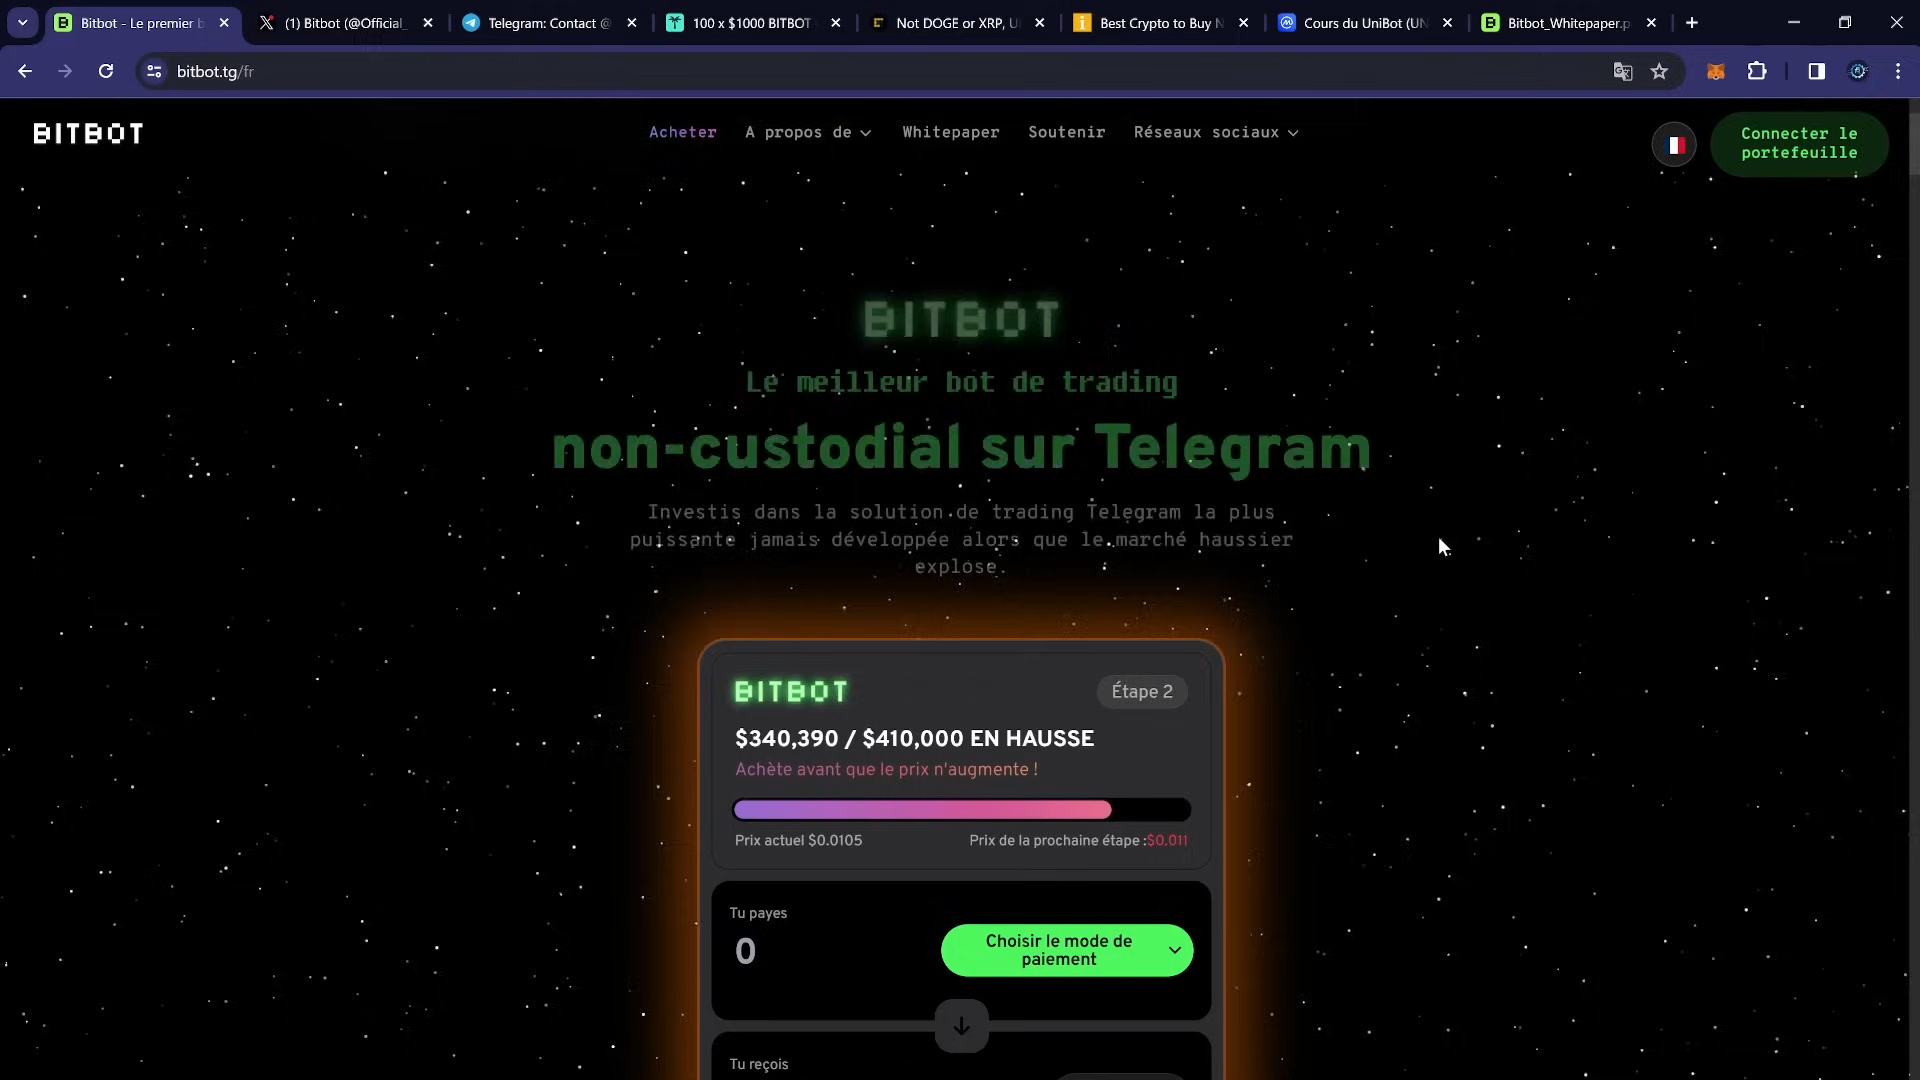 Bitbot - Le premier b
(1) Bitbot (@Official_
Telegram: Contact @
100 x $1000 BITBOT
Not DOGE or XRP, U
Best Crypto to Buy N
Cours du UniBot (UN
Bitbot_Whitepaper.p
bitbot.tg/fr
BITBOT
Acheter
A propos de
Whitepaper
Soutenir
Réseaux sociaux
Connecter le
portefeuille
BITBOT
Le meilleur bot de trading
non-custodial sur Telegram
Investis dans la solution de trading Telegram la plus
puissante jamais développée alors que le marché haussier
explose.
BITBOT
Étape 2
$340,390 / $410,000 EN HAUSSE
Achète avant que le prix n'augmente !
Prix actuel $0.0105
Prix de la prochaine étape :$0.011
Tu payes
0
Choisir le mode de
paiement
Tu reçois